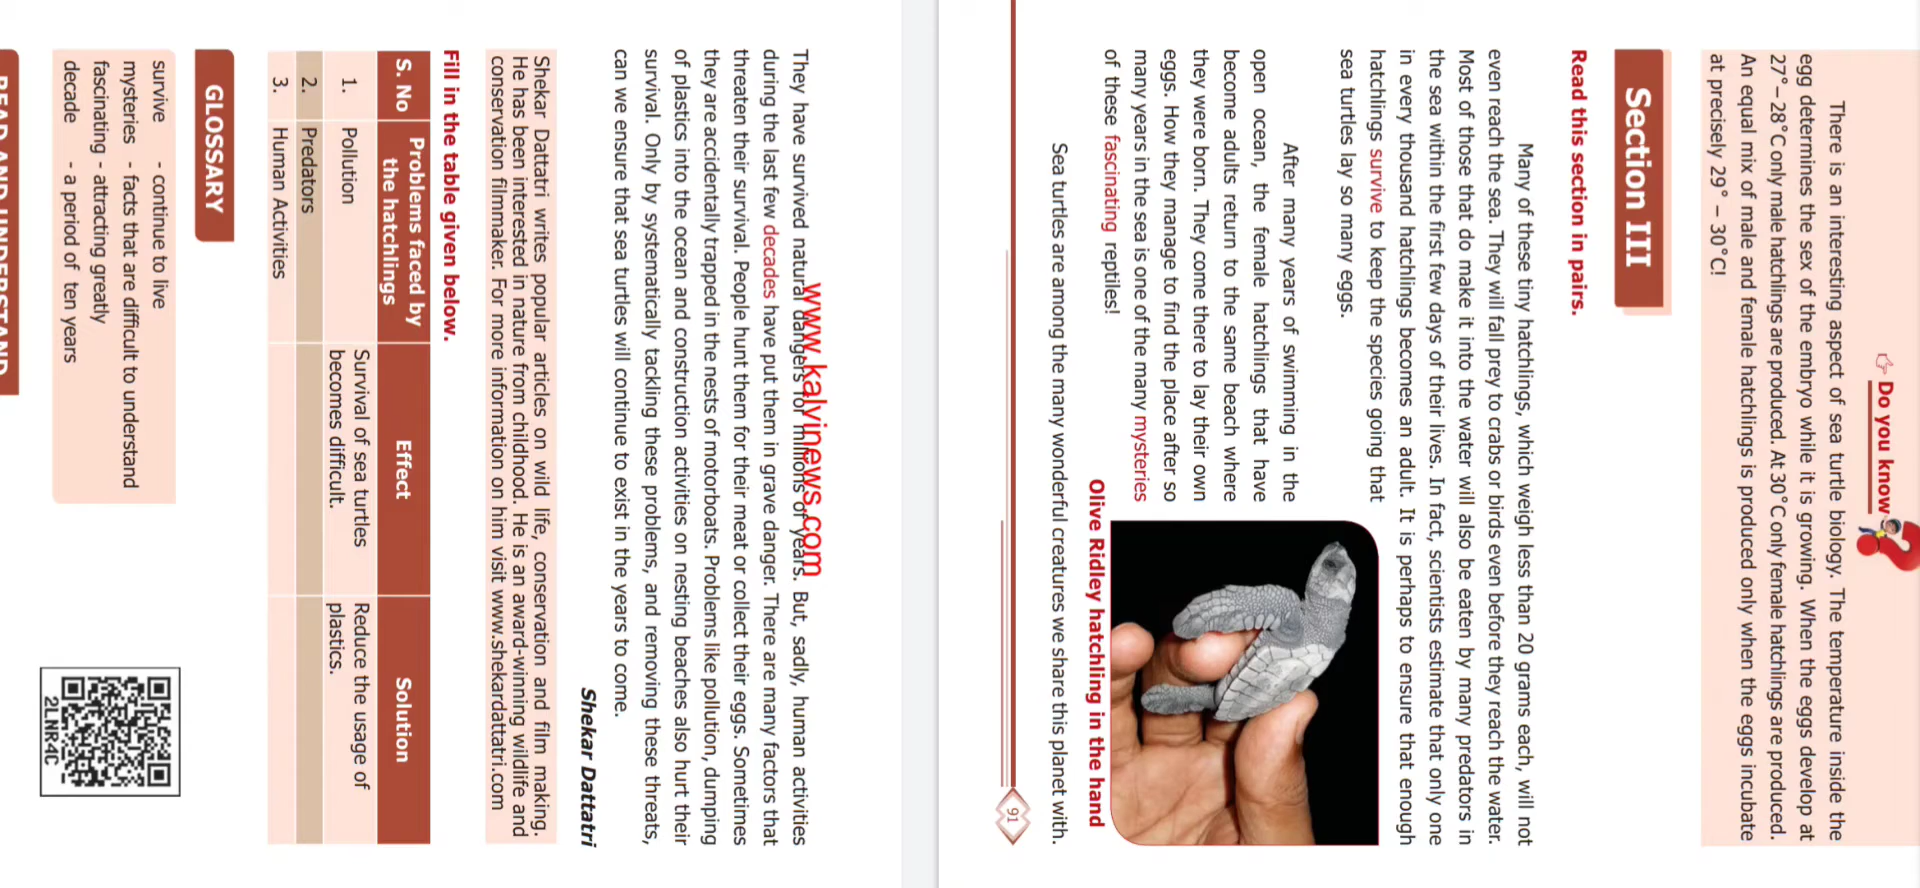 Do you know
There is an interesting aspect of sea turtle biology. The temperature inside the
egg determines the sex of the embryo while it is growing. When the eggs develop at
27° – 28°C only male hatchlings are produced. At 30°C only female hatchlings are produced.
An equal mix of male and female hatchlings is produced only when the eggs incubate
at precisely 29° – 30°C!
Section III
Read this section in pairs.
Many of these tiny hatchlings, which weigh less than 20 grams each, will not
even reach the sea. They will fall prey to crabs or birds even before they reach the water.
Most of those that do make it into the water will also be eaten by many predators in
the sea within the first few days of their lives. In fact, scientists estimate that only one
in every thousand hatchlings becomes an adult. It is perhaps to ensure that enough
hatchlings survive to keep the species going that
sea turtles lay so many eggs.
After many years of swimming in the
open ocean, the female hatchlings that have
become adults return to the same beach where
they were born. They come there to lay their own
eggs. How they manage to find the place after so
many years in the sea is one of the many mysteries
of these fascinating reptiles!
Olive Ridley hatchling in the hand
Sea turtles are among the many wonderful creatures we share this planet with.
91
They have survived natural dangers for millions of years. But, sadly, human activities
www.kalvinews.com
during the last few decades have put them in grave danger. There are many factors that
threaten their survival. People hunt them for their meat or collect their eggs. Sometimes
they are accidentally trapped in the nests of motorboats. Problems like pollution, dumping
of plastics into the ocean and construction activities on nesting beaches also hurt their
survival. Only by systematically tackling these problems, and removing these threats,
can we ensure that sea turtles will continue to exist in the years to come.
Shekar Dattatri
Shekar Dattatri writes popular articles on wild life, conservation and film making.
He has been interested in nature from childhood. He is an award-winning wildlife and
conservation filmmaker. For more information on him visit www.shekardattatri.com
Fill in the table given below.
S. No Problems faced by the hatchlings Effect Solution
1. Pollution Survival of sea turtles becomes difficult. Reduce the usage of plastics.
2. Predators
3. Human Activities
GLOSSARY
survive - continue to live
mysteries - facts that are difficult to understand
fascinating - attracting greatly
decade - a period of ten years
2LNR4C
READ AND UNDERSTAND